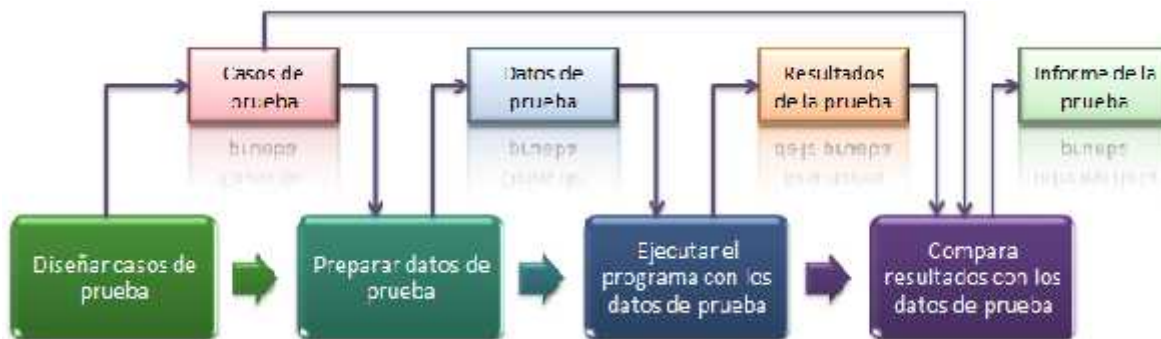 Casos de
prueba
Datos de
prueba
Resultados
de la prueba
Informe de la
prueba
Diseñar casos de
prueba
Preparar datos de
prueba
Ejecutar el
programa con los
datos de prueba
Compara
resultados con los
datos de prueba